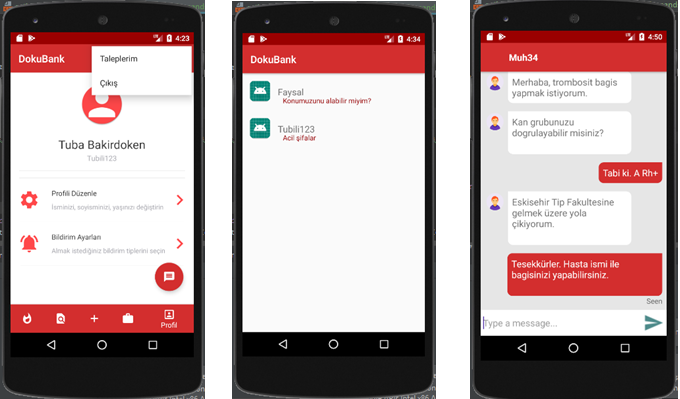 4:23
DokuBank
Taleplerim
Çıkış
Tuba Bakirdoken
Tubili123
Profili Düzenle
İsminizi, soyisminizi, yaşınızı değiştirin
Bildirim Ayarları
Almak istediğiniz bildirim tiplerini seçin
Profil
4:34
DokuBank
Faysal
Konumuzunu alabilir miyim?
Tubili123
Acil şifalar
4:50
Muh34
Merhaba, trombosit bagis
yapmak istiyorum.
Kan grubunuzu
dogrulayabilir misiniz?
Tabi ki. A Rh+
Eskisehir Tip Fakultesine
gelmek üzere yola
çikiyorum.
Tesekkürler. Hasta ismi ile
bagisinizi yapabilirsiniz.
Seen
Type a message...